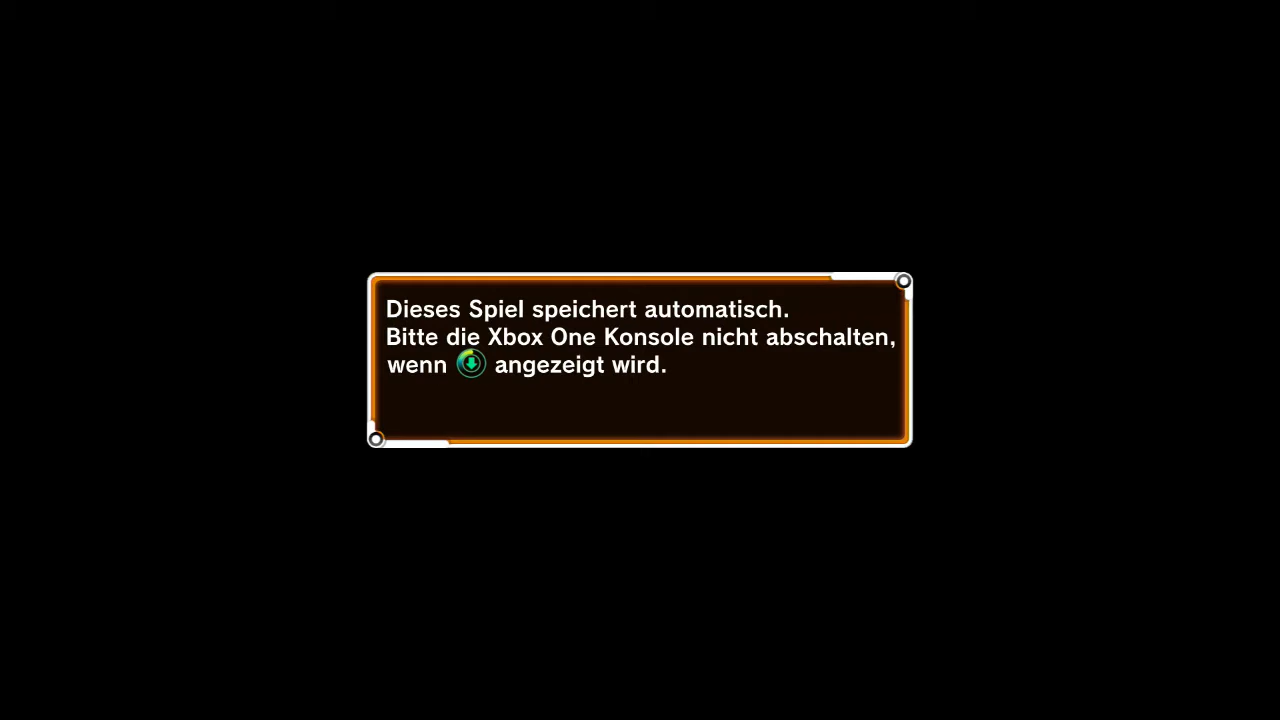 Dieses Spiel speichert automatisch.
Bitte die Xbox One Konsole nicht abschalten,
wenn angezeigt wird.